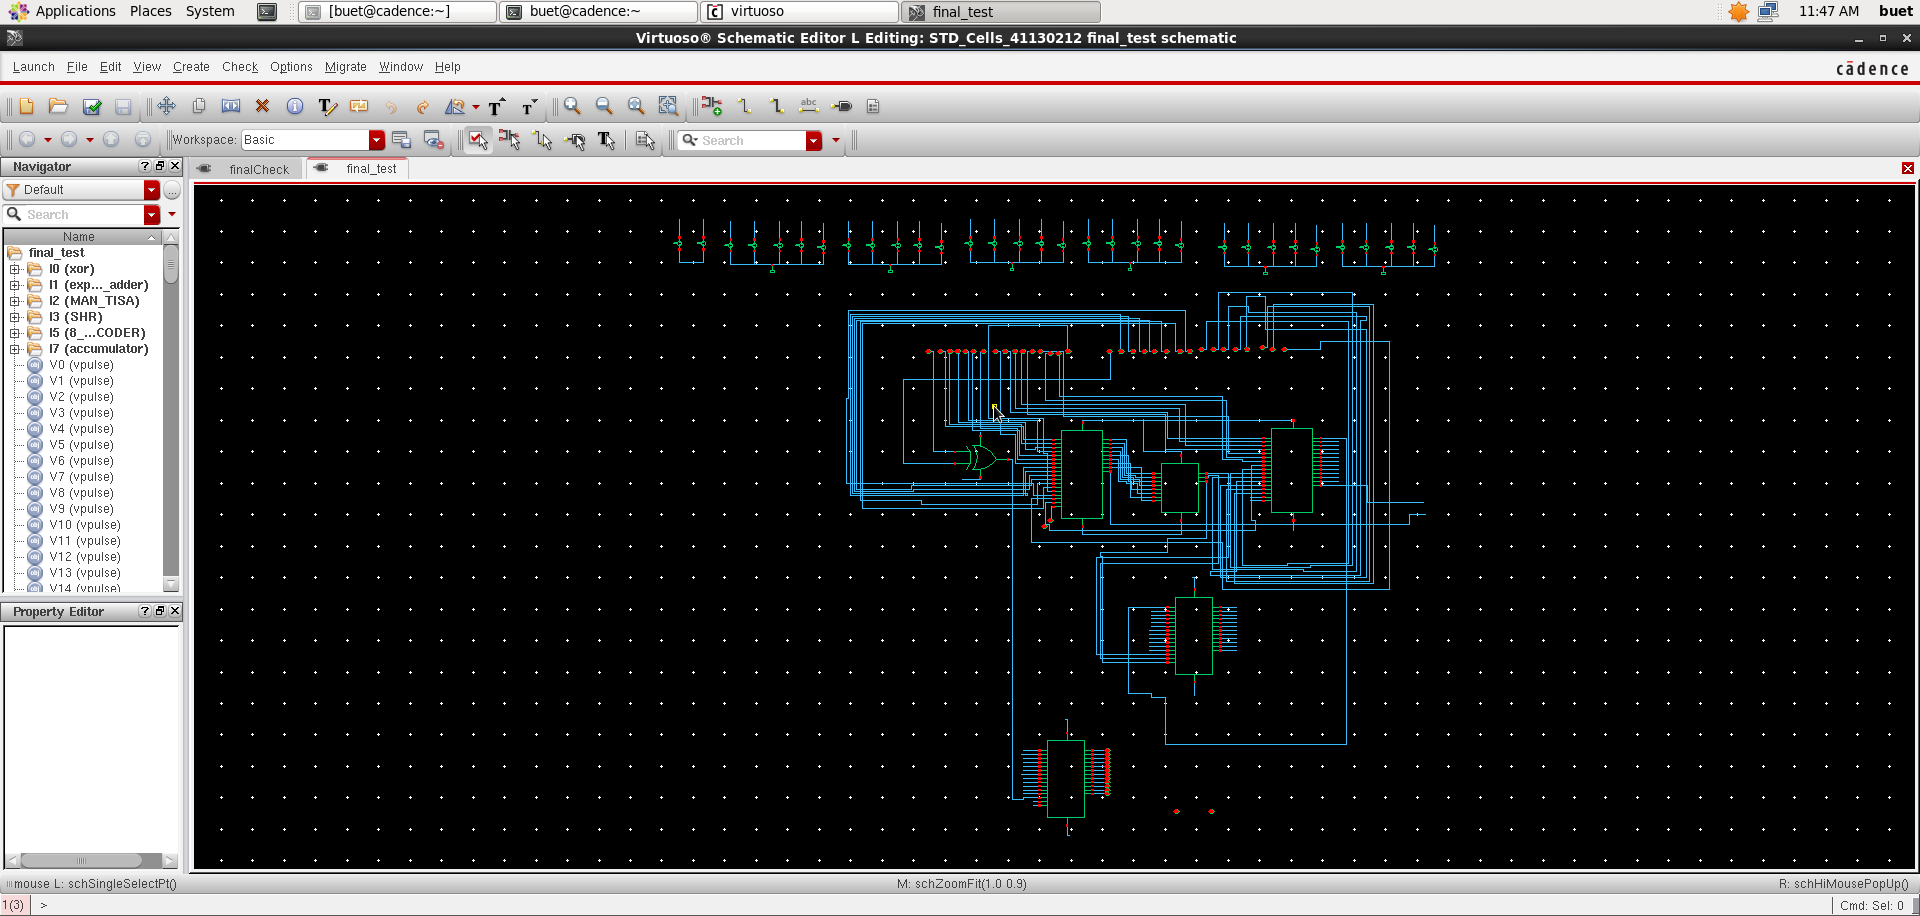 Applications Places System [buet@cadence:~] buet@cadence:~ virtuoso final_test 11:47 AM buet
Virtuoso® Schematic Editor L Editing: STD_Cells_41130212 final_test schematic
Launch File Edit View Create Check Options Migrate Window Help cādence
abc
Workspace: Basic Search
Navigator finalCheck final_test
Default
Search
Name
final_test
I0 (xor)
I1 (exp..._adder)
I2 (MAN_TISA)
I3 (SHR)
I5 (8_...CODER)
I7 (accumulator)
V0 (vpulse)
V1 (vpulse)
V2 (vpulse)
V3 (vpulse)
V4 (vpulse)
V5 (vpulse)
V6 (vpulse)
V7 (vpulse)
V8 (vpulse)
V9 (vpulse)
V10 (vpulse)
V11 (vpulse)
V12 (vpulse)
V13 (vpulse)
V14 (vpulse)
Property Editor
mouse L: schSingleSelectPt() M: schZoomFit(1.0 0.9) R: schHiMousePopUp()
1(3) > Cmd: Sel: 0